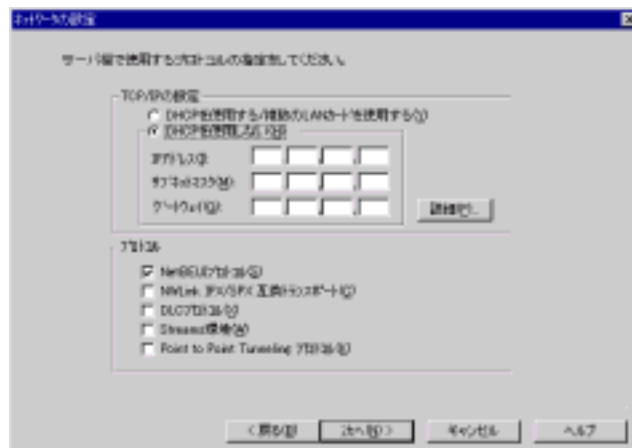 ネットワークの設定
サーバ間で使用するプロトコルの指定をしてください。
TCP/IPの設定
DHCPを使用する/複数のLANカードを使用する(Y)
DHCPを使用しない(H)
IPアドレス(I):
サブネットマスク(M):
ゲートウェイ(G):
詳細(E)...
プロトコル
NetBEUIプロトコル(S)
NWLink IPX/SPX 互換トランスポート(C)
DLCプロトコル(V)
Streams環境(W)
Point to Point Tunneling プロトコル(L)
< 戻る(B)
次へ(N) >
キャンセル
ヘルプ